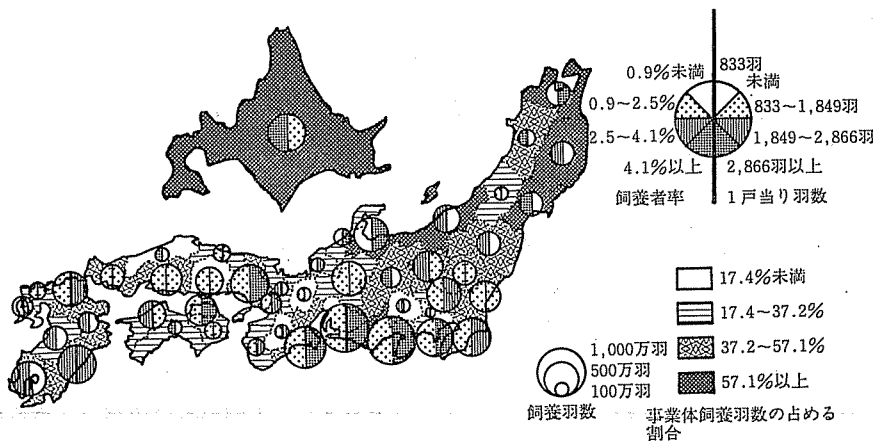 0.9%未満
833羽
未満
0.9~2.5%
833~1,849羽
2.5~4.1%
1,849~2,866羽
4.1%以上
2,866羽以上
飼養者率
1戸当り羽数
17.4%未満
17.4~37.2%
37.2~57.1%
57.1%以上
事業体飼養羽数の占める
割合
1,000万羽
500万羽
100万羽
飼養羽数